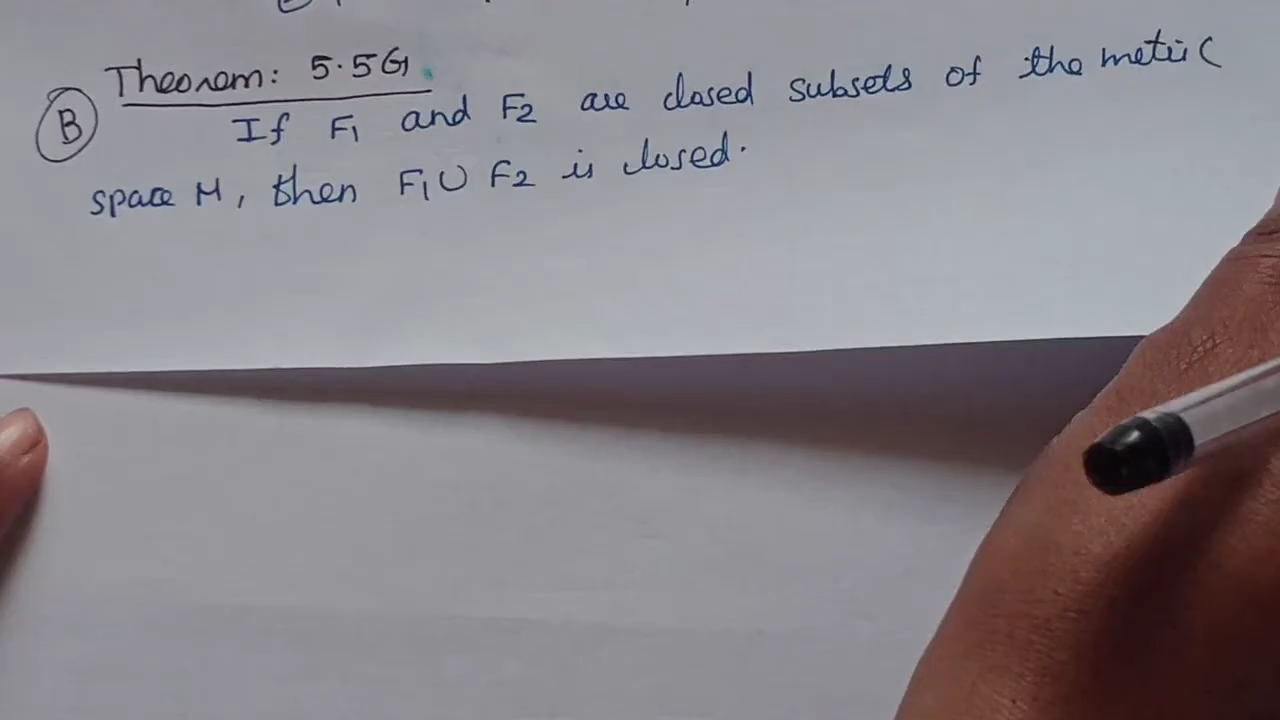 Theorem: 5.5G.
B
If F1 and F2 are closed subsets of the metric
space M, then F1 ∪ F2 is closed.